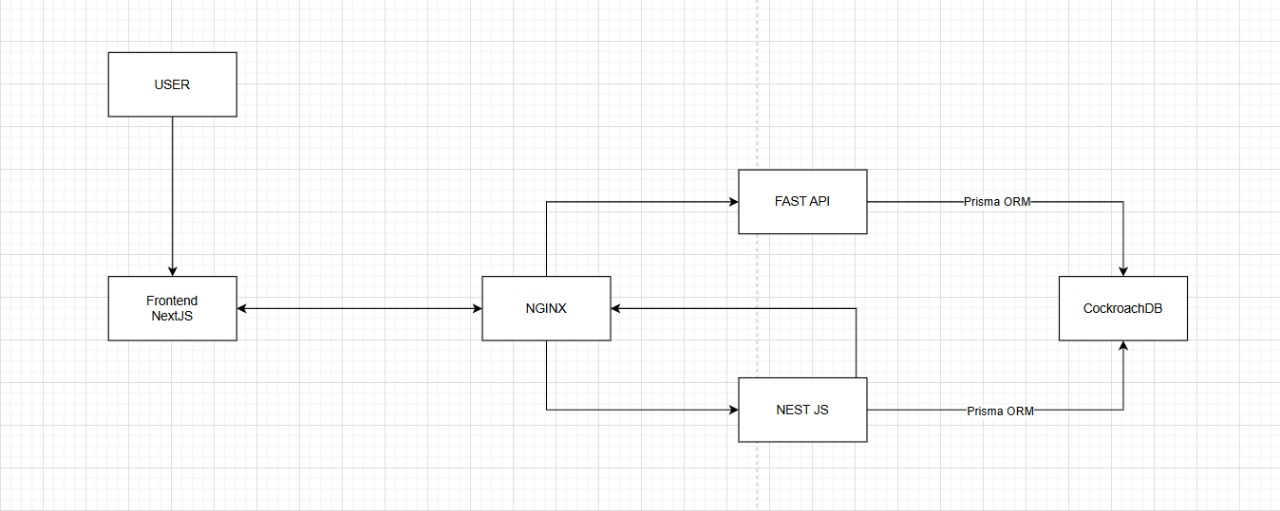 USER
FAST API
Prisma ORM
Frontend
NextJS
NGINX
CockroachDB
NEST JS
Prisma ORM